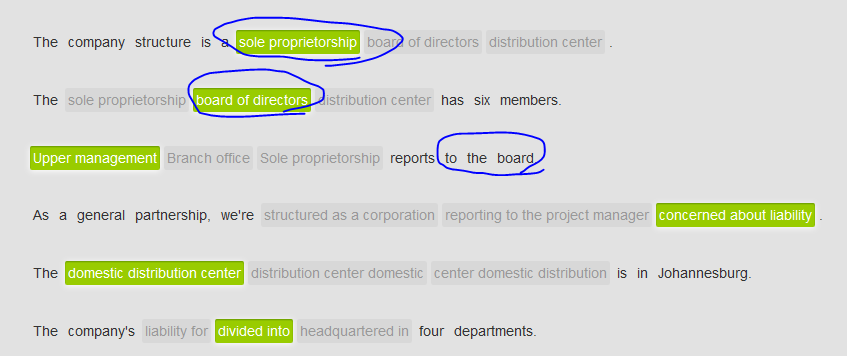 The company structure is a sole proprietorship board of directors distribution center .
The sole proprietorship board of directors distribution center has six members.
Upper management Branch office Sole proprietorship reports to the board
As a general partnership, we're structured as a corporation reporting to the project manager concerned about liability .
The domestic distribution center distribution center domestic center domestic distribution is in Johannesburg.
The company's liability for divided into headquartered in four departments.